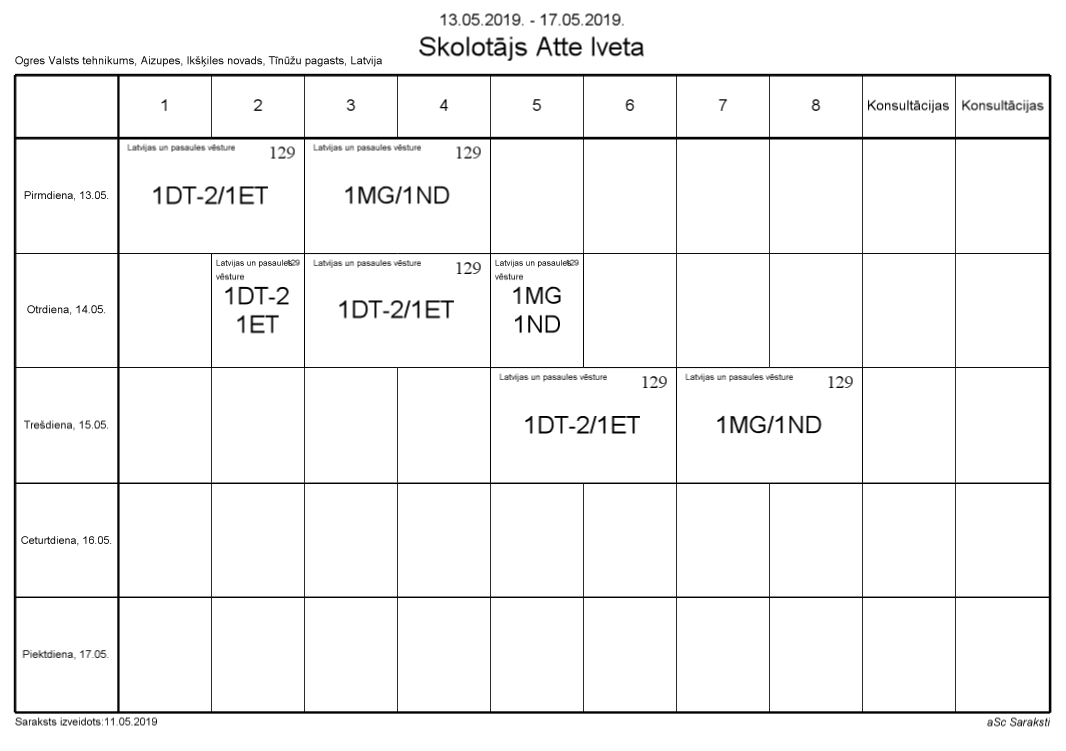 13.05.2019. - 17.05.2019.
Skolotājs Atte Iveta
Ogres Valsts tehnikums, Aizupes, Ikšķiles novads, Tīnūžu pagasts, Latvija
1 2 3 4 5 6 7 8 Konsultācijas Konsultācijas
Pirmdiena, 13.05.
Latvijas un pasaules vēsture 129
1DT-2/1ET
Latvijas un pasaules vēsture 129
1MG/1ND
Otrdiena, 14.05.
Latvijas un pasaules 129
vēsture
1DT-2
1ET
Latvijas un pasaules vēsture 129
1DT-2/1ET
Latvijas un pasaules 129
vēsture
1MG
1ND
Trešdiena, 15.05.
Latvijas un pasaules vēsture 129
1DT-2/1ET
Latvijas un pasaules vēsture 129
1MG/1ND
Ceturtdiena, 16.05.
Piektdiena, 17.05.
Saraksts izveidots:11.05.2019
aSc Saraksti